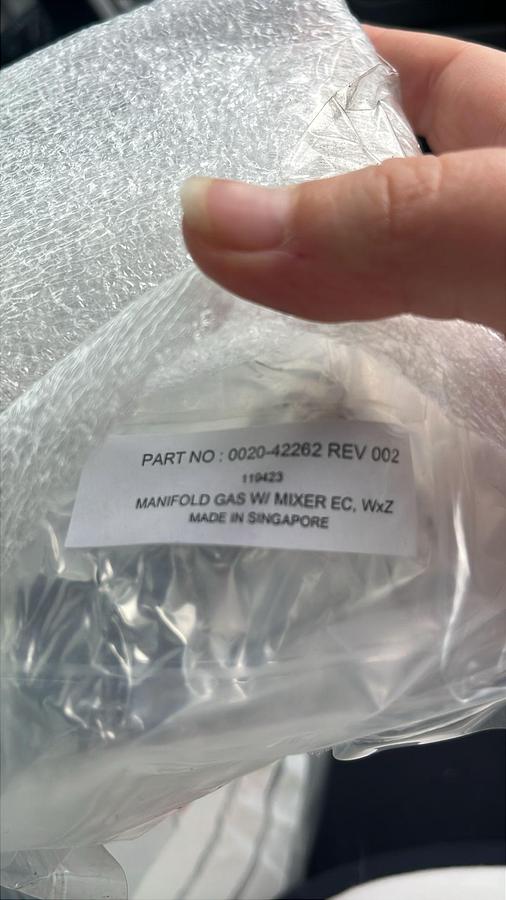 PART NO : 0020-42262 REV 002
119423
MANIFOLD GAS W/ MIXER EC, WxZ
MADE IN SINGAPORE